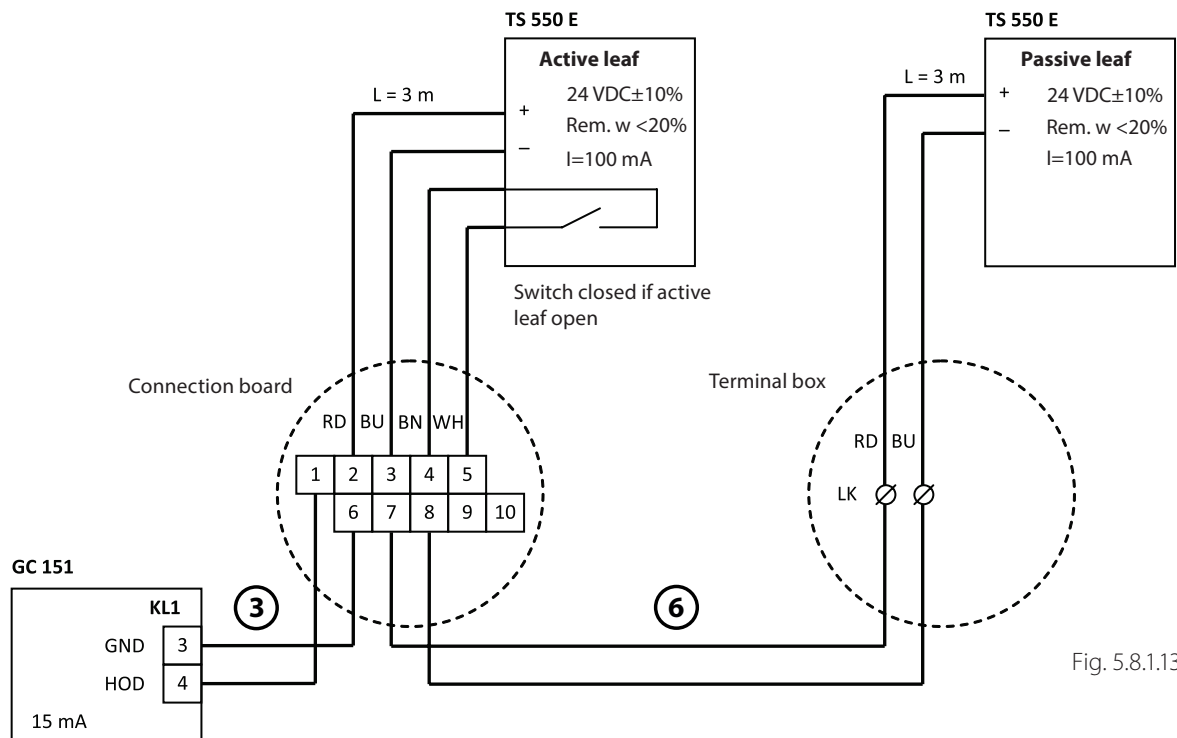 TS 550 E
Active leaf
L = 3 m
+
24 VDC±10%
Rem. w <20%
–
I=100 mA
Switch closed if active
leaf open
TS 550 E
Passive leaf
L = 3 m
+
24 VDC±10%
–
Rem. w <20%
I=100 mA
Connection board
RD BU BN WH
1 2 3 4 5
6 7 8 9 10
Terminal box
RD BU
LK
GC 151
KL1
GND 3
HOD 4
15 mA
3
6
Fig. 5.8.1.13